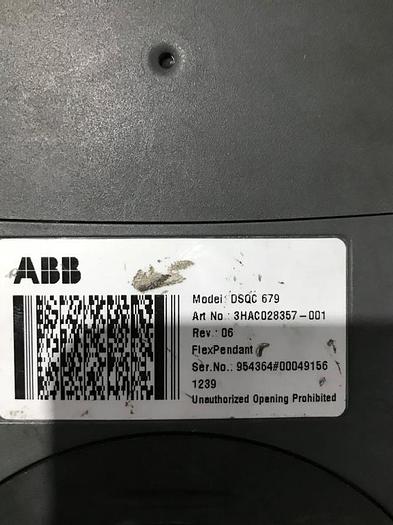 ABB
Model: DSQC 679
Art No.: 3HAC028357-001
Rev.: 06
FlexPendant
Ser.No.: 954364#00049156
1239
Unauthorized Opening Prohibited